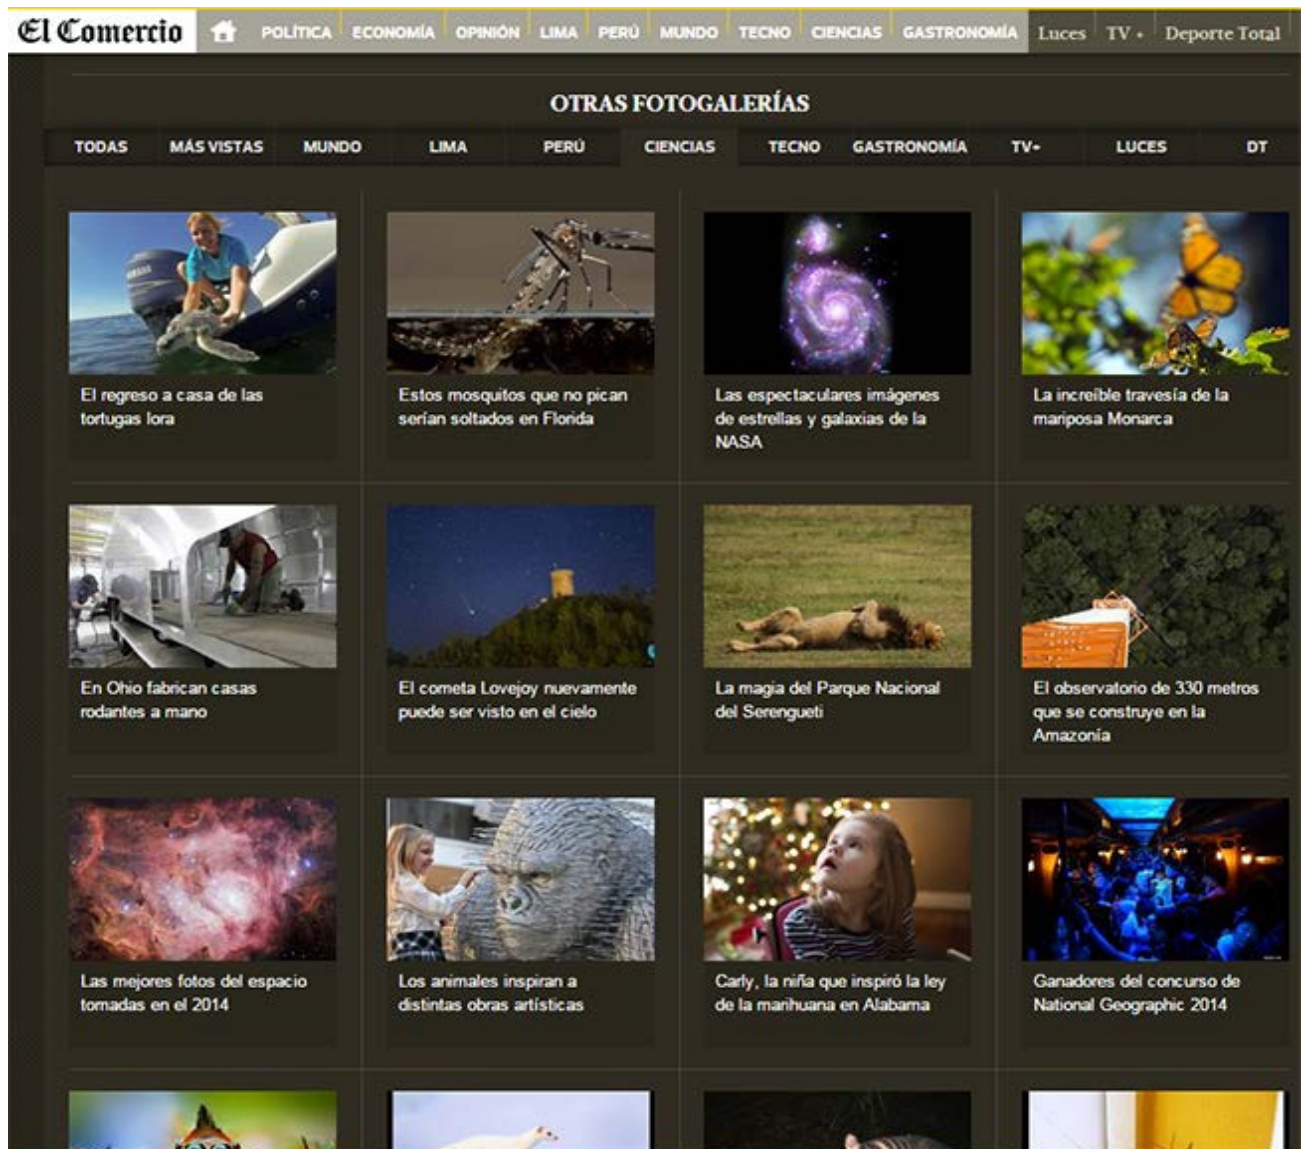 El Comercio POLÍTICA ECONOMÍA OPINIÓN LIMA PERÚ MUNDO TECNO CIENCIAS GASTRONOMÍA Luces TV + Deporte Total
OTRAS FOTOGALERÍAS
TODAS MÁS VISTAS MUNDO LIMA PERÚ CIENCIAS TECNO GASTRONOMÍA TV+ LUCES DT
YAMAHA
El regreso a casa de las
tortugas lora
Estos mosquitos que no pican
serían soltados en Florida
Las espectaculares imágenes
de estrellas y galaxias de la
NASA
La increíble travesía de la
mariposa Monarca
En Ohio fabrican casas
rodantes a mano
El cometa Lovejoy nuevamente
puede ser visto en el cielo
La magia del Parque Nacional
del Serengueti
El observatorio de 330 metros
que se construye en la
Amazonía
Las mejores fotos del espacio
tomadas en el 2014
Los animales inspiran a
distintas obras artísticas
Carly, la niña que inspiró la ley
de la marihuana en Alabama
Ganadores del concurso de
National Geographic 2014